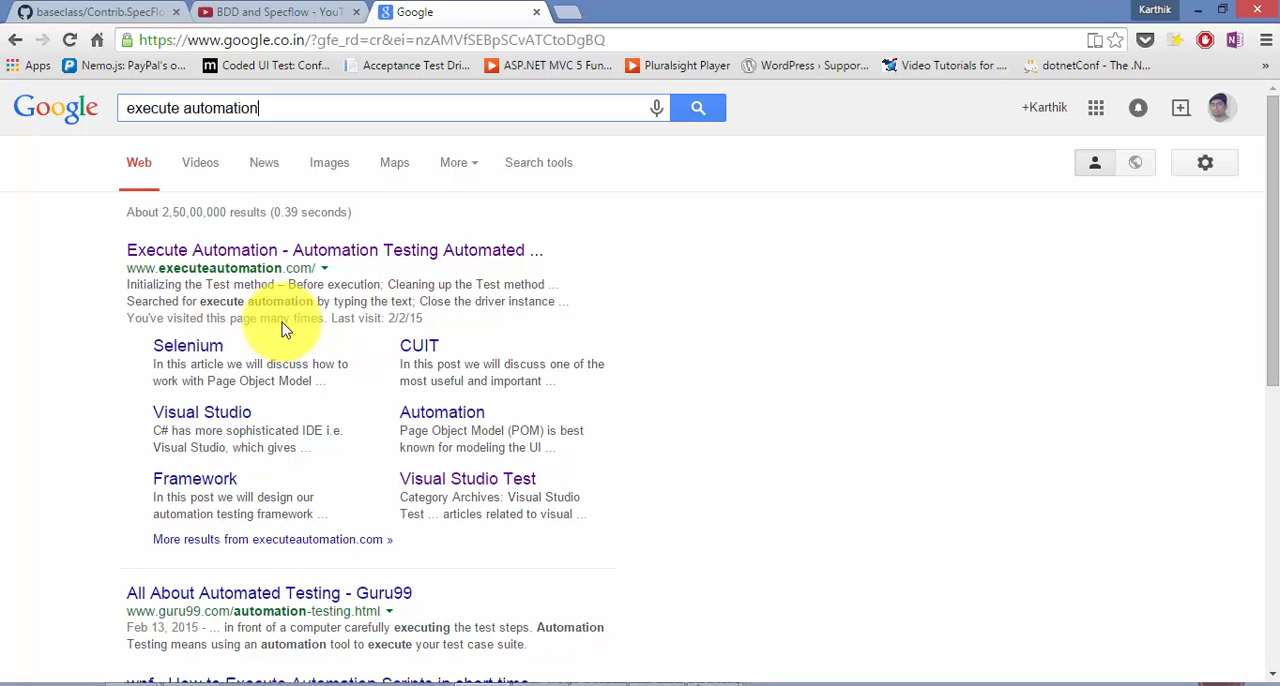 baseclass/Contrib.SpecFlo
BDD and Specflow - YouT
Google
Karthik
https://www.google.co.in/?gfe_rd=cr&ei=mzAMVfSEBpSCvATCtoDgBQ
Apps
Nemo.js: PayPal's o...
Coded UI Test: Conf...
Acceptance Test Dri...
ASP.NET MVC 5 Fun...
Pluralsight Player
WordPress › Suppor...
Video Tutorials for ....
dotnetConf - The .N...
»
Google
execute automation
+Karthik
Web
Videos
News
Images
Maps
More
Search tools
About 2,50,00,000 results (0.39 seconds)
Execute Automation - Automation Testing Automated ...
www.executeautomation.com/
Initializing the Test method – Before execution; Cleaning up the Test method ...
Searched for execute automation by typing the text; Close the driver instance ...
You've visited this page many times. Last visit: 2/2/15
Selenium
In this article we will discuss how to
work with Page Object Model ...
CUIT
In this post we will discuss one of the
most useful and important ...
Visual Studio
C# has more sophisticated IDE i.e.
Visual Studio, which gives ...
Automation
Page Object Model (POM) is best
known for modeling the UI ...
Framework
In this post we will design our
automation testing framework ...
Visual Studio Test
Category Archives: Visual Studio
Test ... articles related to visual ...
More results from executeautomation.com »
All About Automated Testing - Guru99
www.guru99.com/automation-testing.html
Feb 13, 2015 - ... in front of a computer carefully executing the test steps. Automation
Testing means using an automation tool to execute your test case suite.
wpf - How to Execute Automation Scripts in short time